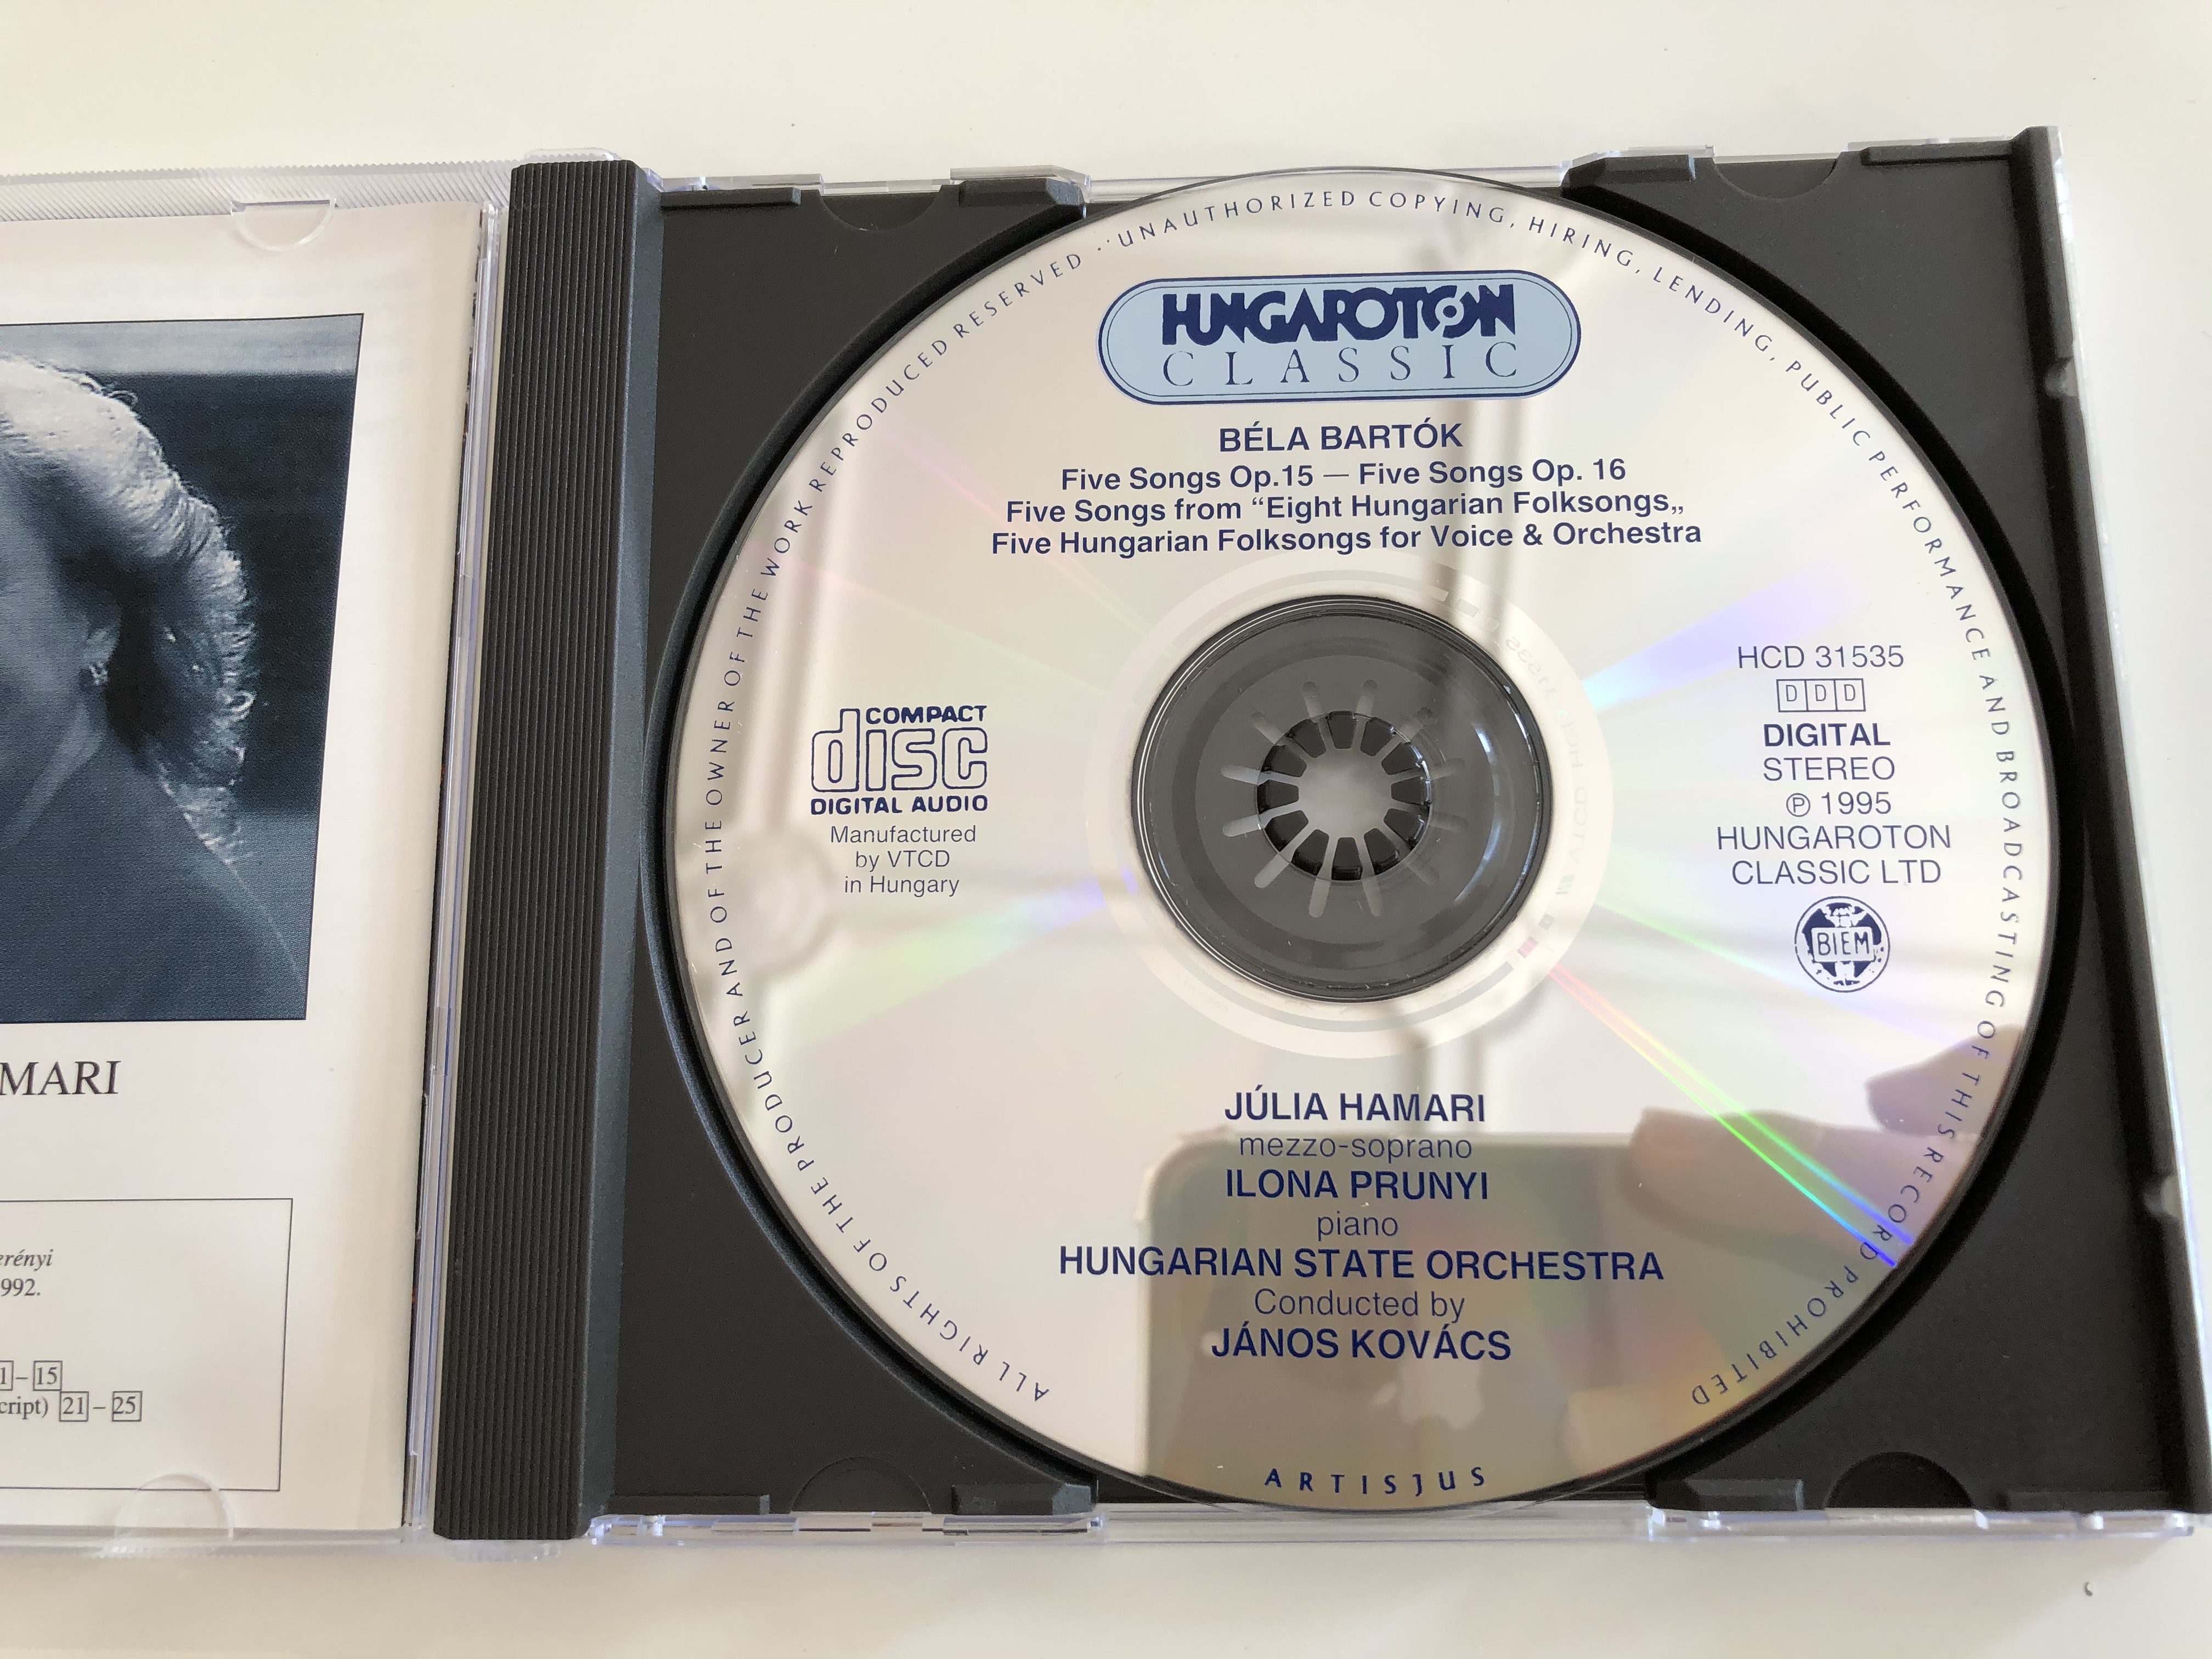 MARI
erényi
992.
1–15
cript) 21–25
UNAUTHORIZED COPYING, HIRING, LENDING, PUBLIC PERFORMANCE AND BROADCASTING OF THIS RECORD PROHIBITED
ALL RIGHTS OF THE PRODUCER AND OF THE OWNER OF THE WORK REPRODUCED RESERVED
HUNGAROTON
CLASSIC
BÉLA BARTÓK
Five Songs Op.15 — Five Songs Op. 16
Five Songs from “Eight Hungarian Folksongs„
Five Hungarian Folksongs for Voice & Orchestra
COMPACT
disc
DIGITAL AUDIO
Manufactured
by VTCD
in Hungary
HCD 31535
DDD
DIGITAL
STEREO
℗ 1995
HUNGAROTON
CLASSIC LTD
BIEM
JÚLIA HAMARI
mezzo-soprano
ILONA PRUNYI
piano
HUNGARIAN STATE ORCHESTRA
Conducted by
JÁNOS KOVÁCS
ARTISJUS